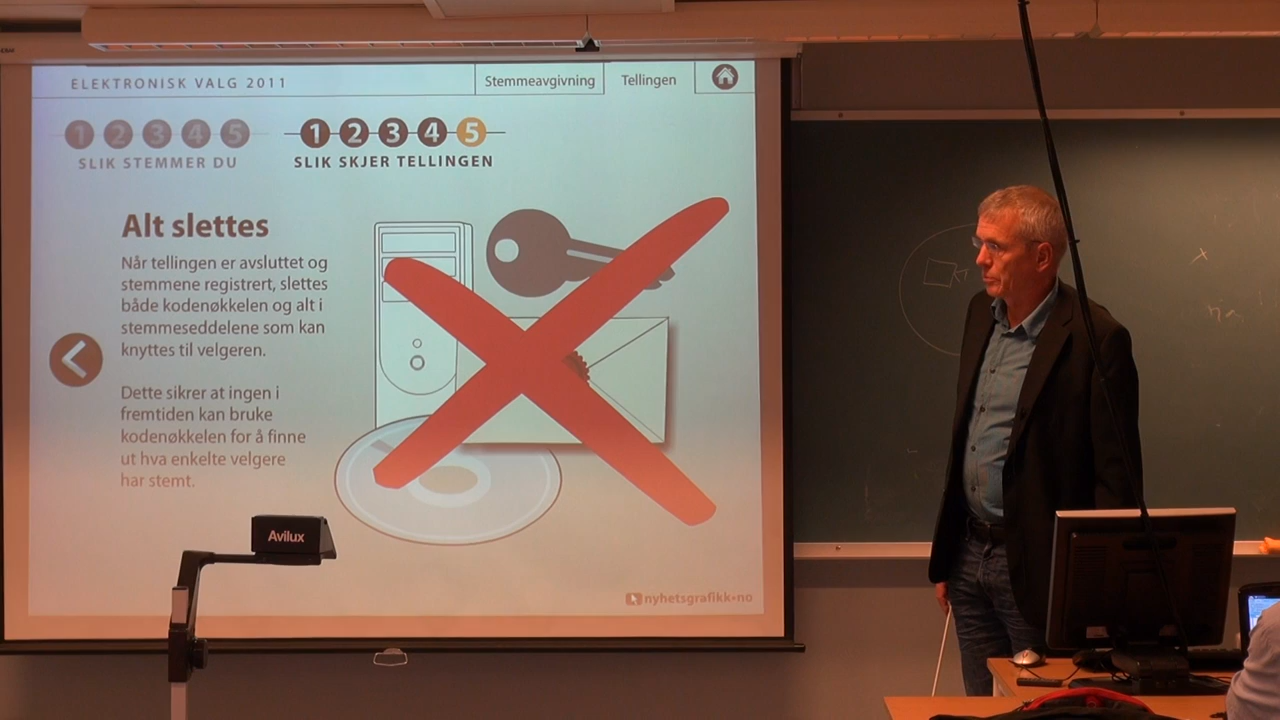 ELEKTRONISK VALG 2011
Stemmeavgivning
Tellingen
1 2 3 4 5
SLIK STEMMER DU
1 2 3 4 5
SLIK SKJER TELLINGEN
Alt slettes
Når tellingen er avsluttet og
stemmene registrert, slettes
både kodenøkkelen og alt i
stemmeseddelene som kan
knyttes til velgeren.
Dette sikrer at ingen i
fremtiden kan bruke
kodenøkkelen for å finne
ut hva enkelte velgere
har stemt.
Avilux
nyhetsgrafikk•no